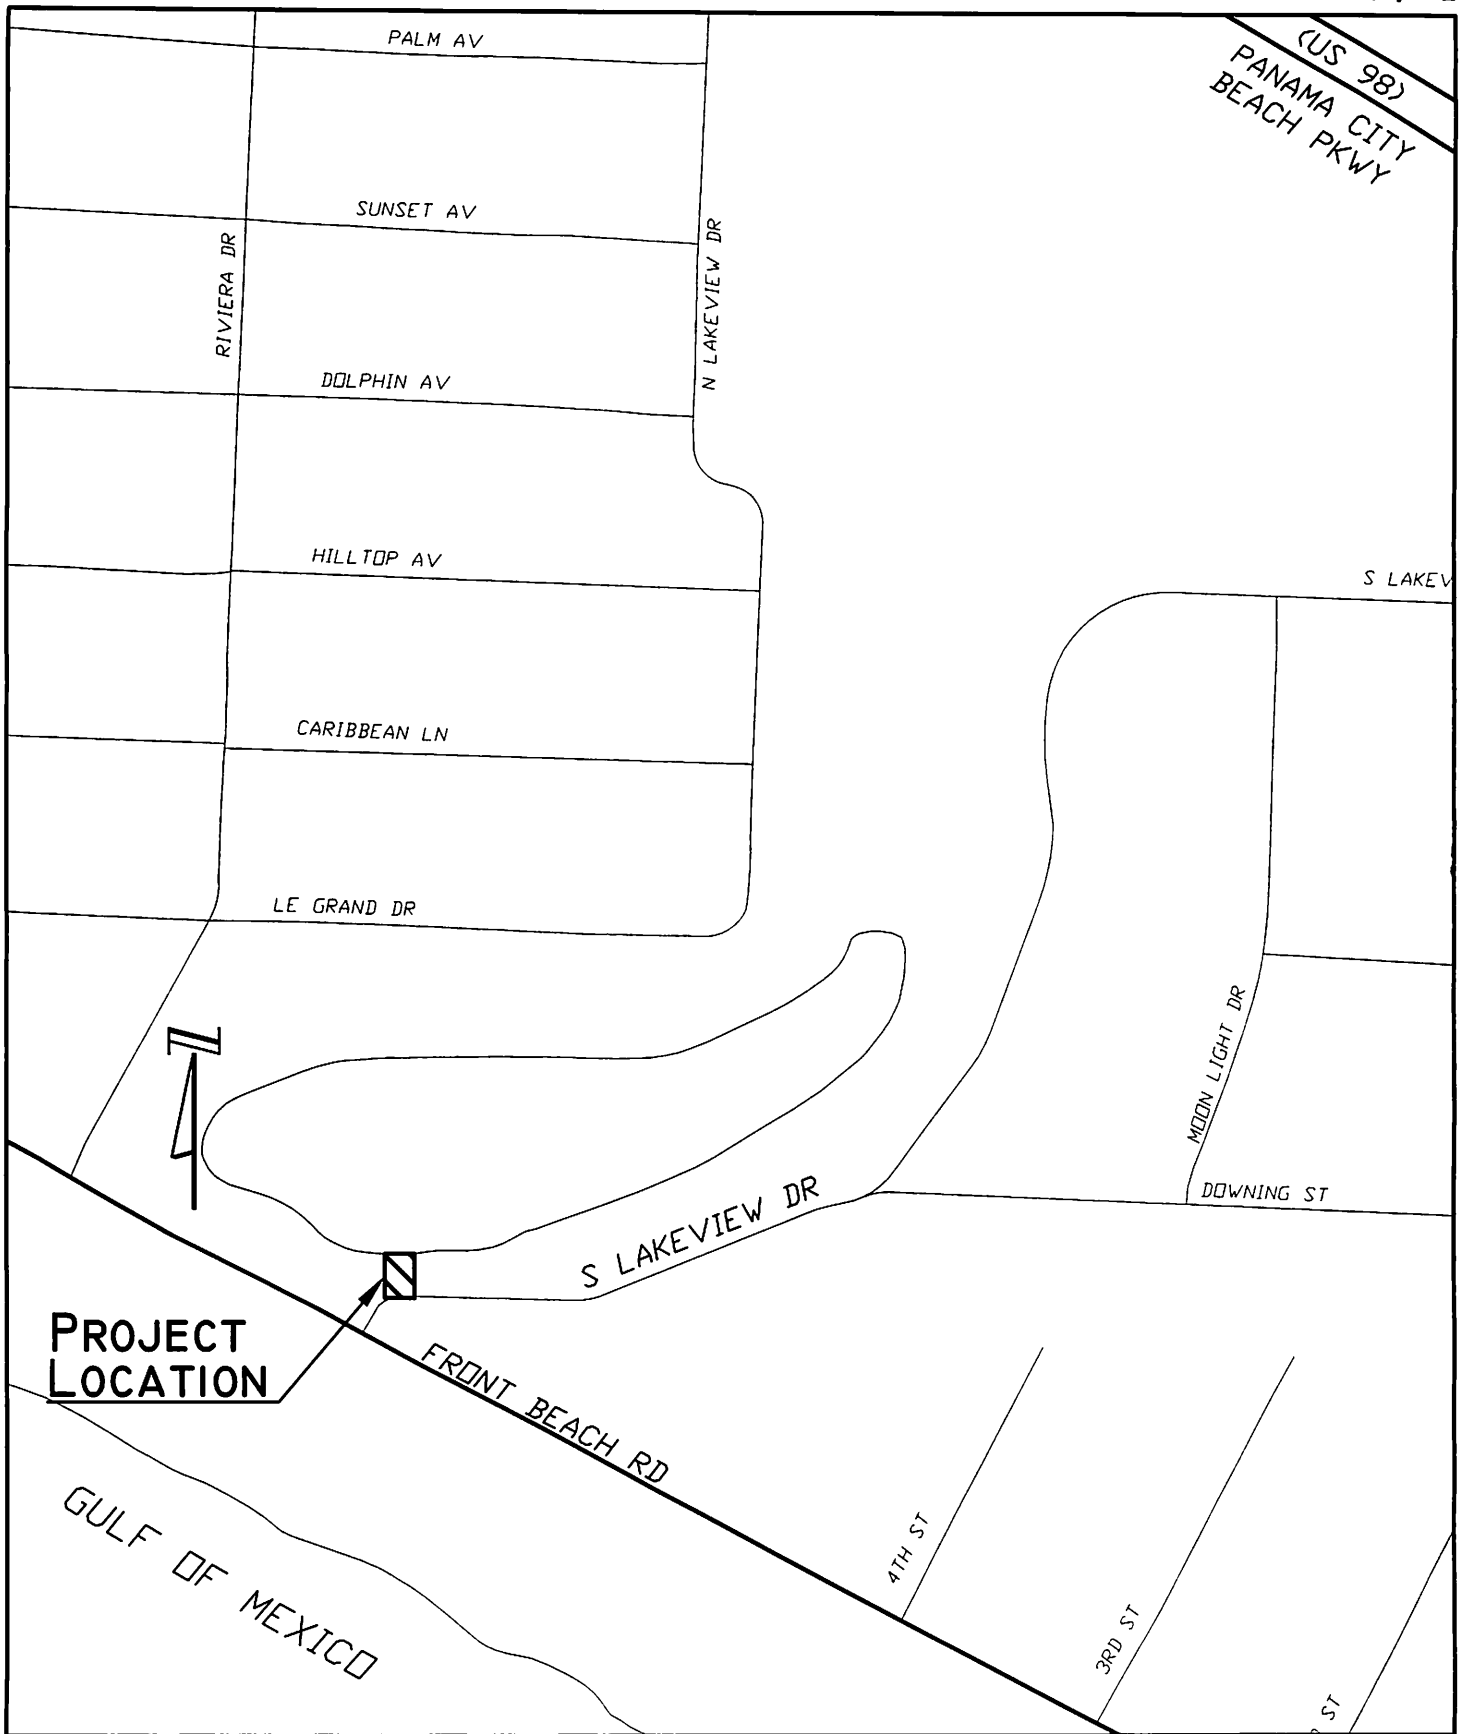 PALM AV
(US 98)
PANAMA CITY
BEACH PKWY
SUNSET AV
RIVIERA DR
N LAKEVIEW DR
DOLPHIN AV
HILLTOP AV
S LAKEV
CARIBBEAN LN
LE GRAND DR
N
MOON LIGHT DR
DOWNING ST
S LAKEVIEW DR
PROJECT
LOCATION
FRONT BEACH RD
GULF OF MEXICO
4TH ST
3RD ST
ST